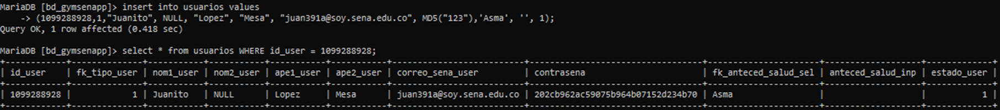 MariaDB [bd_gymsenapp]> insert into usuarios values
    -> (1099288928,1,"Juanito", NULL, "Lopez", "Mesa", "juan391a@soy.sena.edu.co", MD5("123"),'Asma', '', 1);
Query OK, 1 row affected (0.418 sec)

MariaDB [bd_gymsenapp]> select * from usuarios WHERE id_user = 1099288928;
+------------+--------------+-----------+-----------+-----------+-----------+--------------------------+----------------------------------+----------------------+--------------------+-------------+
| id_user    | fk_tipo_user | nom1_user | nom2_user | ape1_user | ape2_user | correo_sena_user         | contrasena                       | fk_anteced_salud_sel | anteced_salud_inp | estado_user |
+------------+--------------+-----------+-----------+-----------+-----------+--------------------------+----------------------------------+----------------------+--------------------+-------------+
| 1099288928 |            1 | Juanito   | NULL      | Lopez     | Mesa      | juan391a@soy.sena.edu.co | 202cb962ac59075b964b07152d234b70 | Asma                 |                   |           1 |
+------------+--------------+-----------+-----------+-----------+-----------+--------------------------+----------------------------------+----------------------+--------------------+-------------+